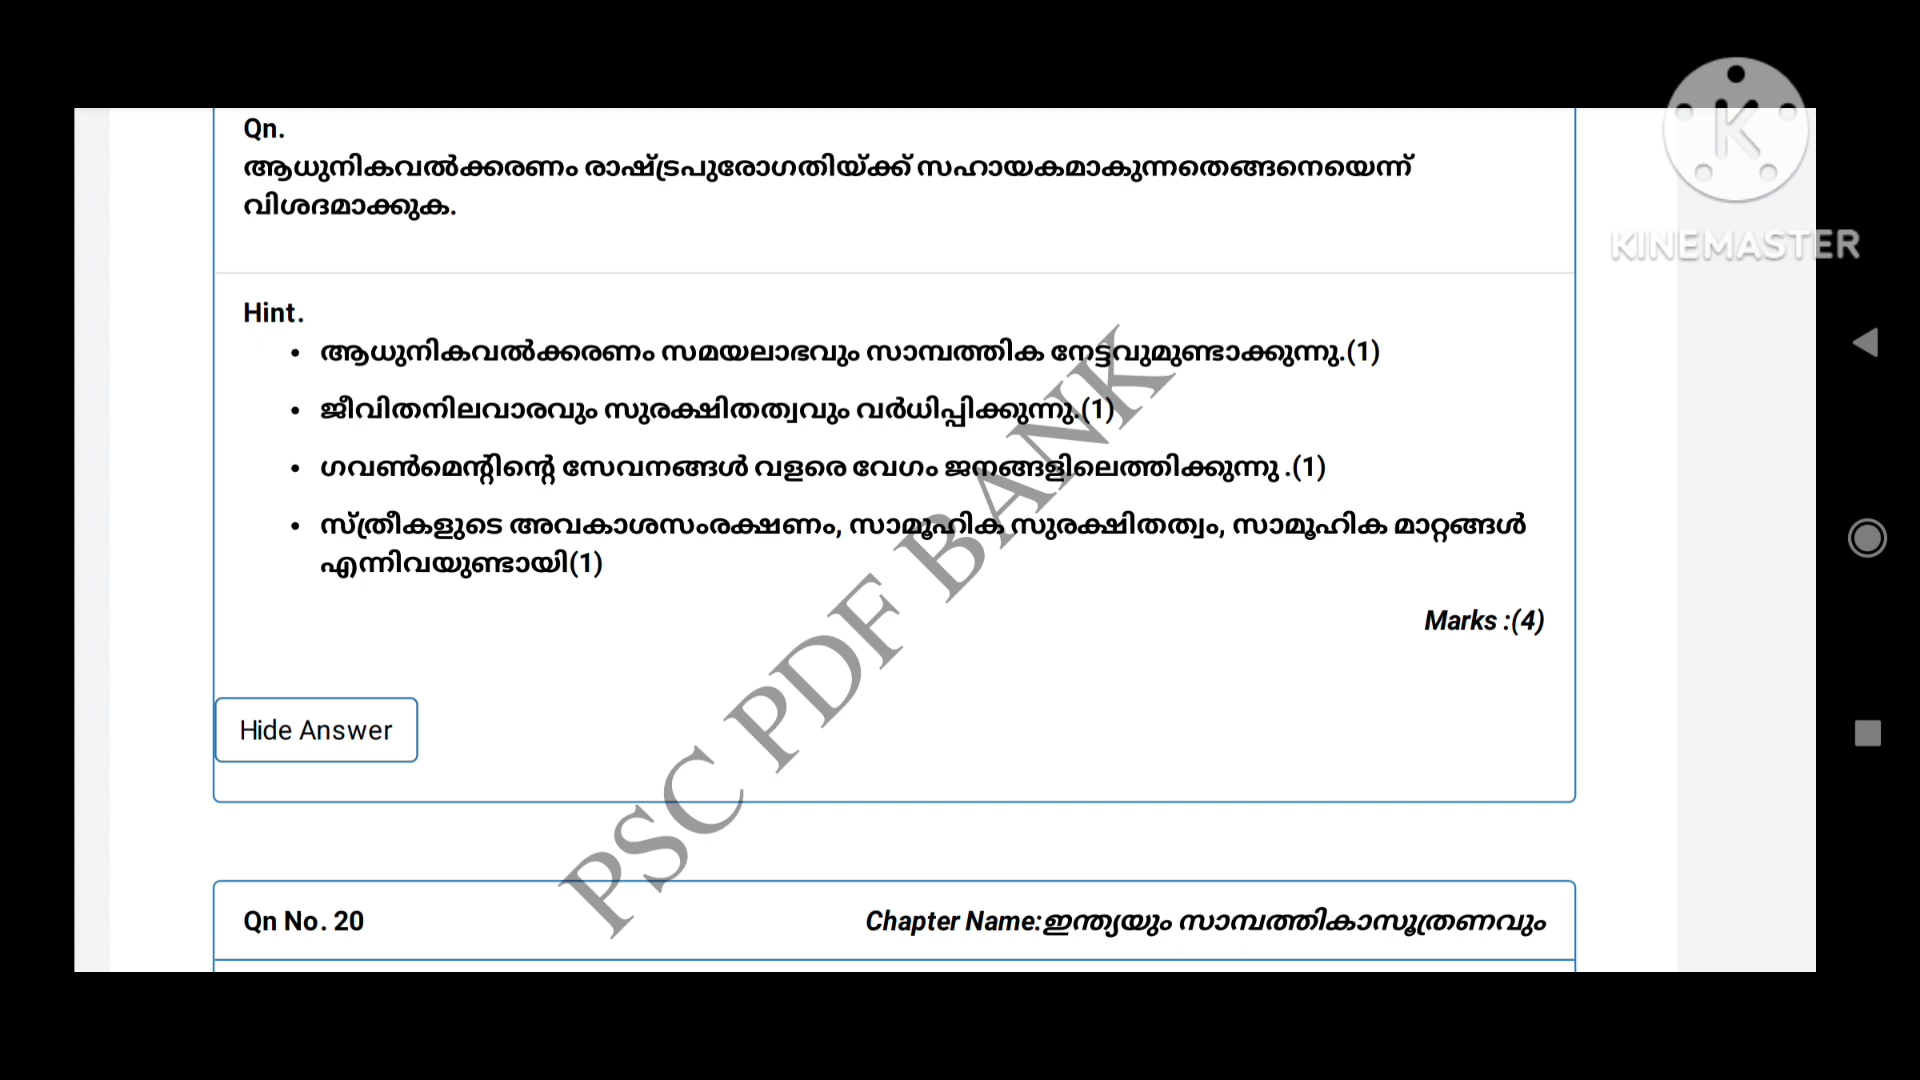 Qn.
ആധുനികവൽക്കരണം രാഷ്ട്രപുരോഗതിയ്ക്ക് സഹായകമാകുന്നതെങ്ങനെയെന്ന്
വിശദമാക്കുക.
Hint.
• ആധുനികവൽക്കരണം സമയലാഭവും സാമ്പത്തിക നേട്ടവുമുണ്ടാക്കുന്നു.(1)
• ജീവിതനിലവാരവും സുരക്ഷിതത്വവും വർധിപ്പിക്കുന്നു.(1)
• ഗവൺമെന്റിന്റെ സേവനങ്ങൾ വളരെ വേഗം ജനങ്ങളിലെത്തിക്കുന്നു .(1)
• സ്ത്രീകളുടെ അവകാശസംരക്ഷണം, സാമൂഹിക സുരക്ഷിതത്വം, സാമൂഹിക മാറ്റങ്ങൾ
എന്നിവയുണ്ടായി(1)
Marks :(4)
Hide Answer
Qn No. 20 Chapter Name:ഇന്ത്യയും സാമ്പത്തികാസൂത്രണവും
PSC PDF BANK
K
KINEMASTER